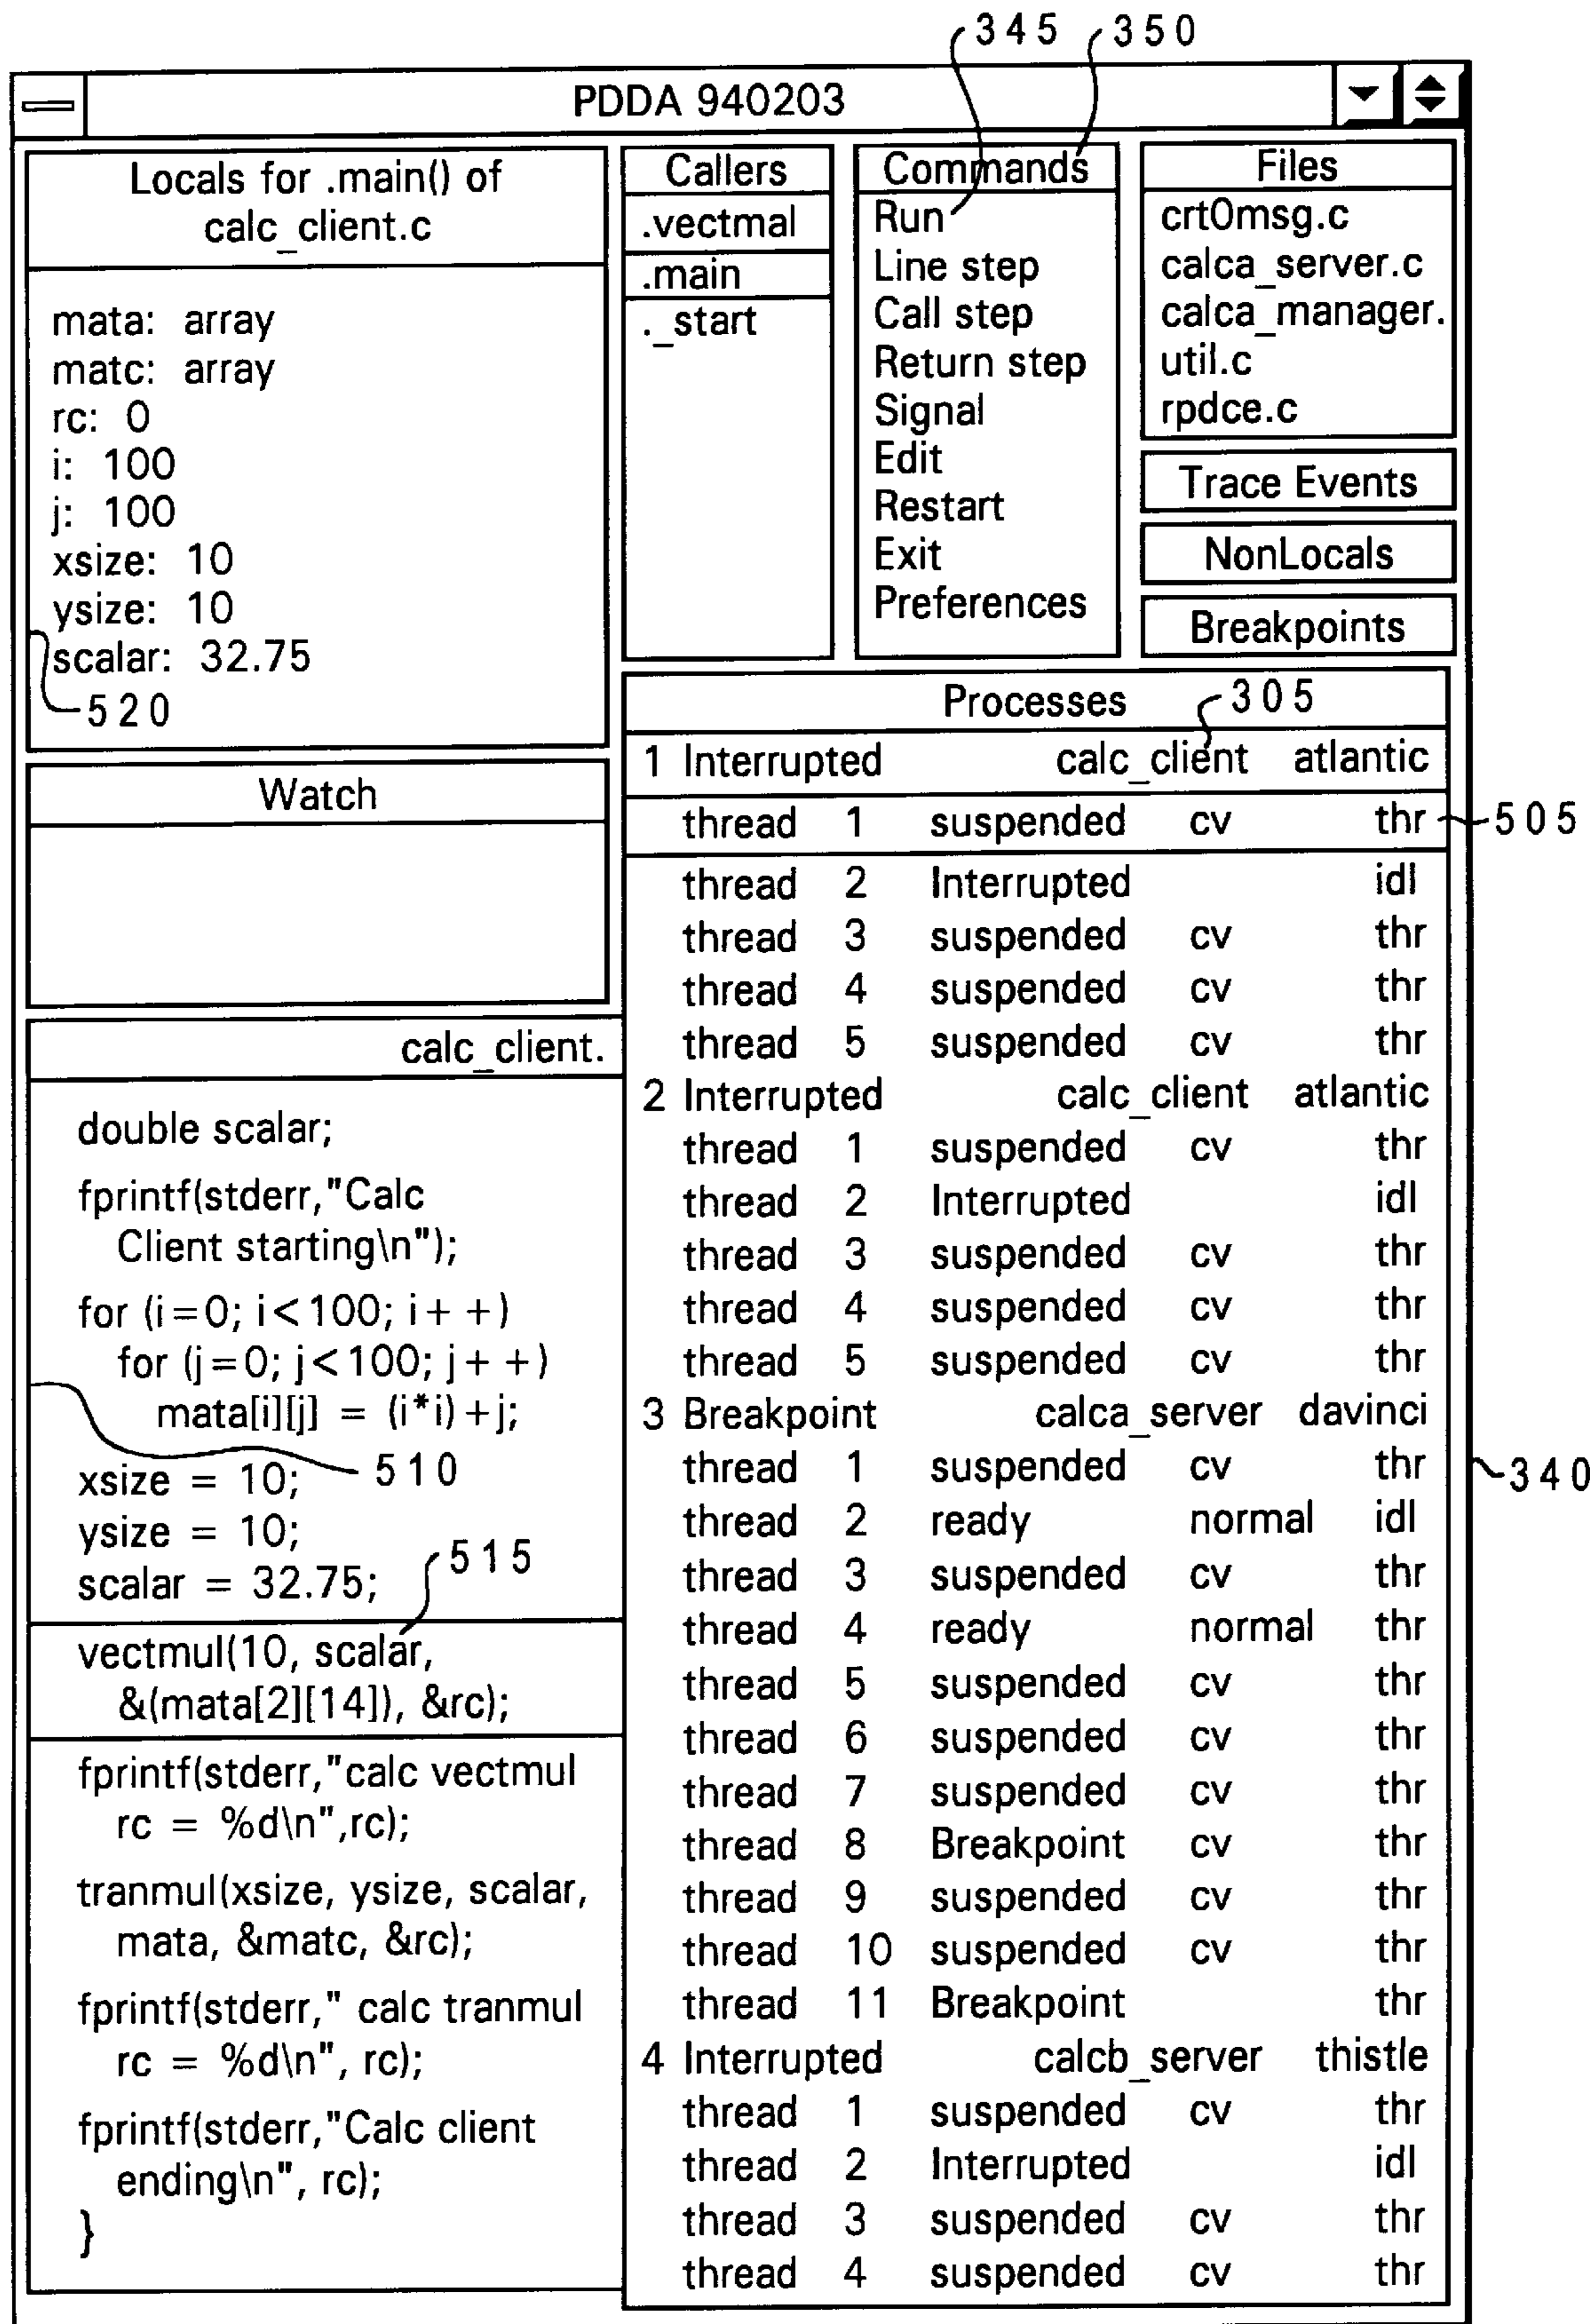 345 350
PDDA 940203
Locals for .main() of
calc_client.c
mata: array
matc: array
rc: 0
i: 100
j: 100
xsize: 10
ysize: 10
scalar: 32.75
520
Callers
.vectmal
.main
._start
Commands
Run
Line step
Call step
Return step
Signal
Edit
Restart
Exit
Preferences
Files
crt0msg.c
calca_server.c
calca_manager.
util.c
rpdce.c
Trace Events
NonLocals
Breakpoints
Watch
calc_client.
double scalar;
fprintf(stderr,"Calc
Client starting\n");
for (i=0; i<100; i++)
for (j=0; j<100; j++)
mata[i][j] = (i*i)+j;
510
xsize = 10;
ysize = 10;
515
scalar = 32.75;
vectmul(10, scalar,
&(mata[2][14]), &rc);
fprintf(stderr,"calc vectmul
rc = %d\n",rc);
tranmul(xsize, ysize, scalar,
mata, &matc, &rc);
fprintf(stderr," calc tranmul
rc = %d\n", rc);
fprintf(stderr,"Calc client
ending\n", rc);
}
Processes 305
1 Interrupted calc_client atlantic
thread 1 suspended cv thr 505
thread 2 Interrupted idl
thread 3 suspended cv thr
thread 4 suspended cv thr
thread 5 suspended cv thr
2 Interrupted calc_client atlantic
thread 1 suspended cv thr
thread 2 Interrupted idl
thread 3 suspended cv thr
thread 4 suspended cv thr
thread 5 suspended cv thr
3 Breakpoint calca_server davinci
thread 1 suspended cv thr
340
thread 2 ready normal idl
thread 3 suspended cv thr
thread 4 ready normal thr
thread 5 suspended cv thr
thread 6 suspended cv thr
thread 7 suspended cv thr
thread 8 Breakpoint cv thr
thread 9 suspended cv thr
thread 10 suspended cv thr
thread 11 Breakpoint thr
4 Interrupted calcb_server thistle
thread 1 suspended cv thr
thread 2 Interrupted idl
thread 3 suspended cv thr
thread 4 suspended cv thr